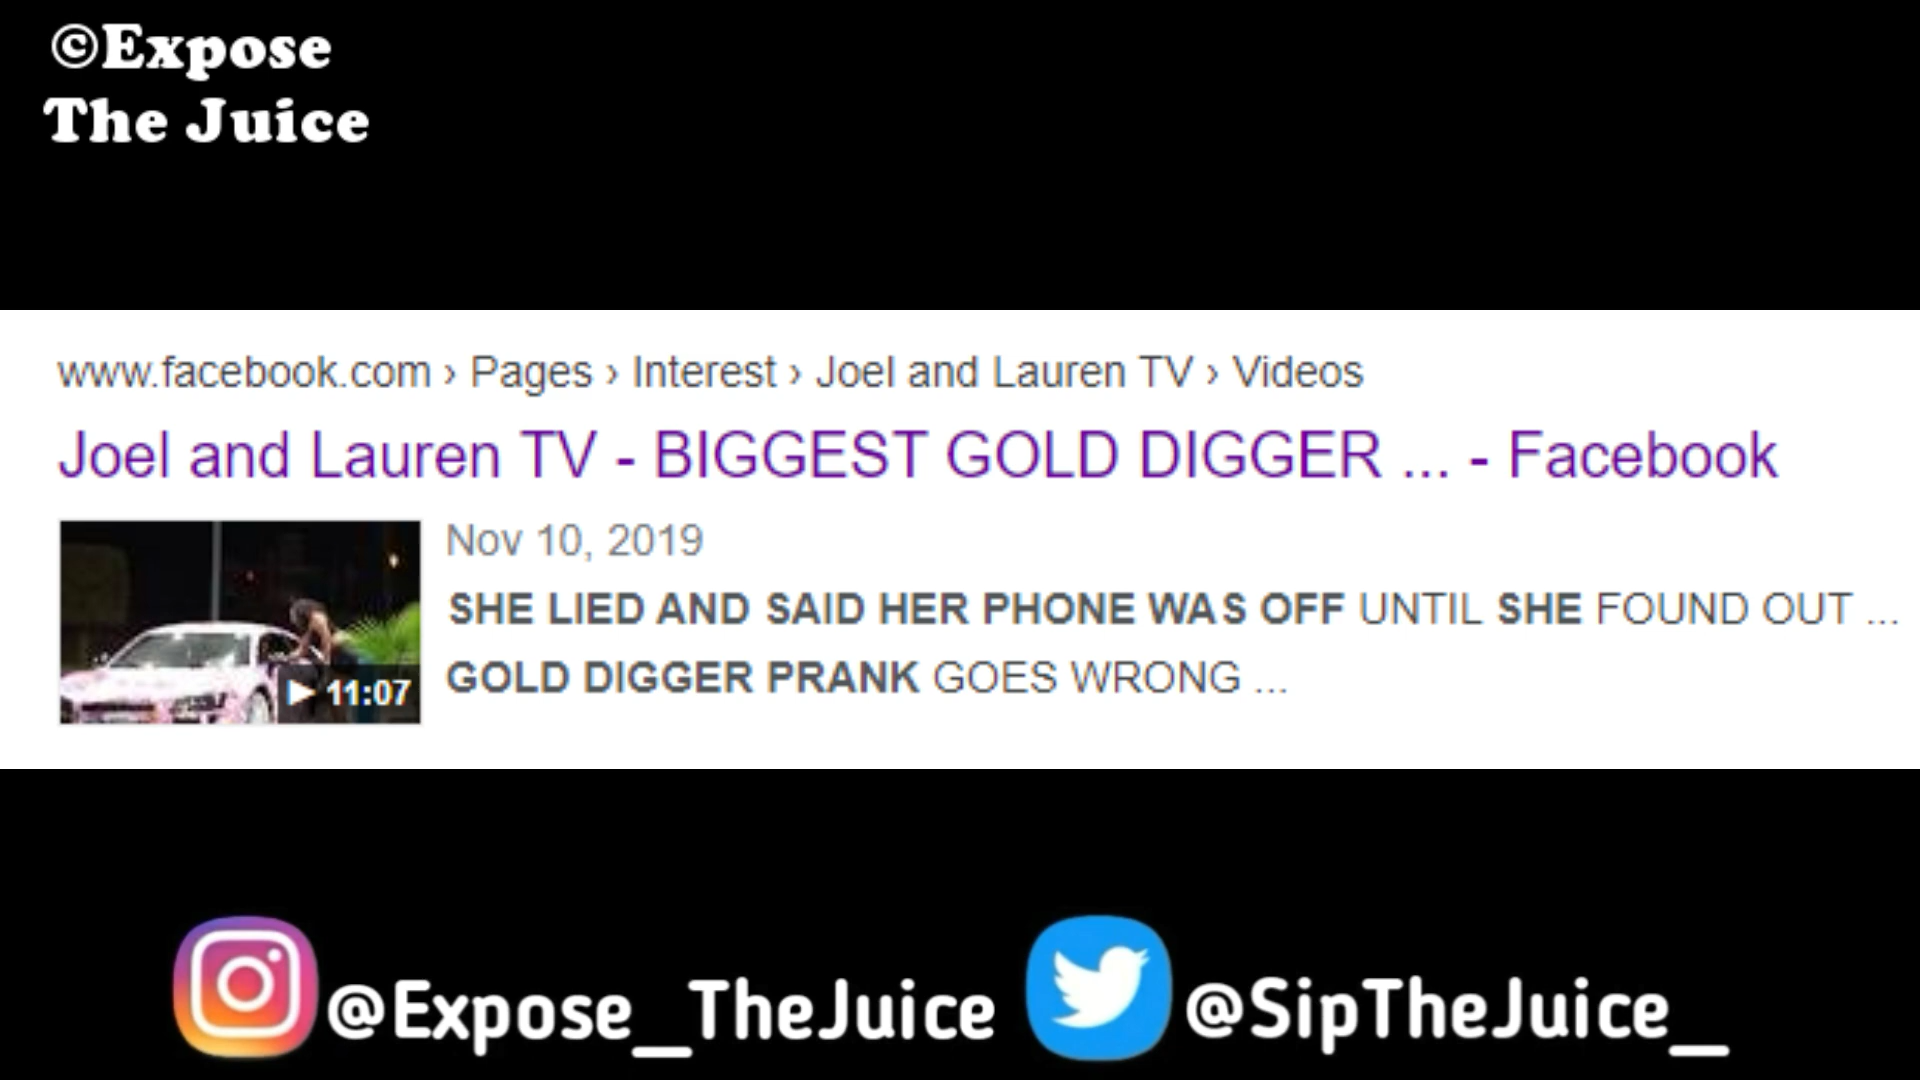 ©Expose
The Juice
www.facebook.com › Pages › Interest › Joel and Lauren TV › Videos
Joel and Lauren TV - BIGGEST GOLD DIGGER ... - Facebook
Nov 10, 2019
SHE LIED AND SAID HER PHONE WAS OFF UNTIL SHE FOUND OUT ...
GOLD DIGGER PRANK GOES WRONG ...
11:07
@Expose_TheJuice @SipTheJuice_